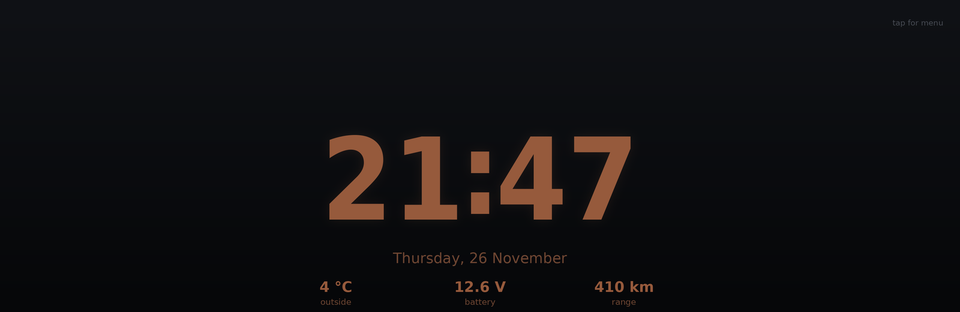 tap for menu
21:47
Thursday, 26 November
4 °C 12.6 V 410 km
outside battery range